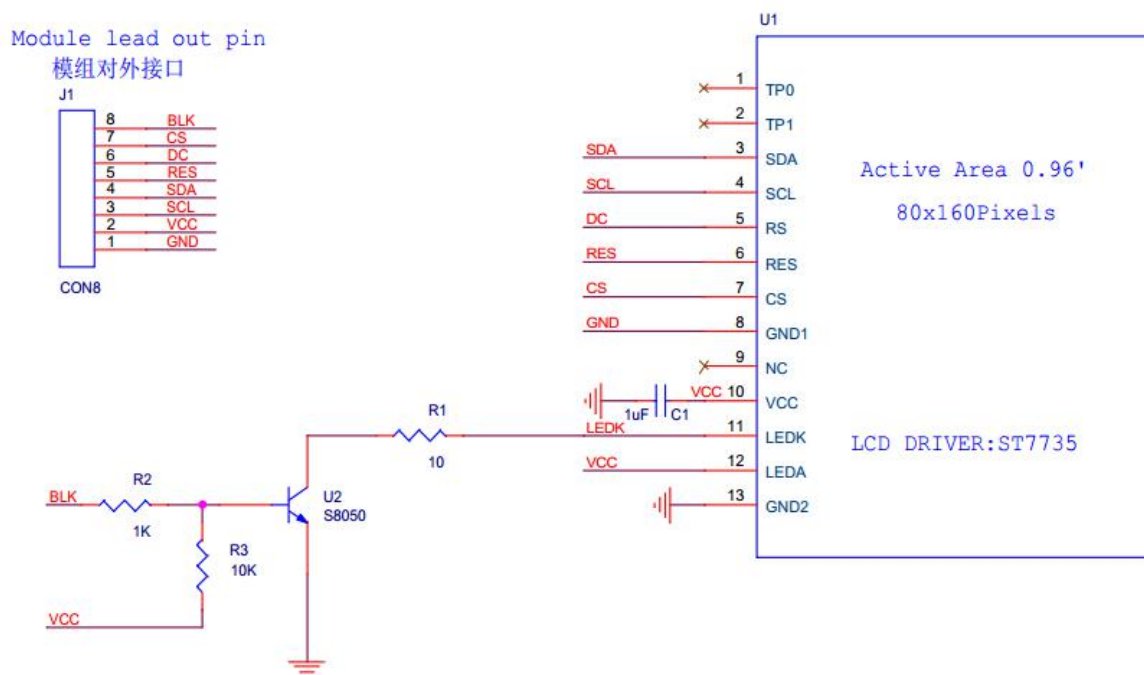 Module lead out pin
模组对外接口
J1
8 BLK
7 CS
6 DC
5 RES
4 SDA
3 SCL
2 VCC
1 GND
CON8
U1
1 TP0
2 TP1
SDA 3 SDA
SCL 4 SCL
DC 5 RS
RES 6 RES
CS 7 CS
GND 8 GND1
9 NC
1uF C1 VCC 10 VCC
LEDK 11 LEDK
VCC 12 LEDA
13 GND2
Active Area 0.96'
80x160Pixels
LCD DRIVER:ST7735
R1
10
BLK
R2
1K
U2
S8050
R3
10K
VCC